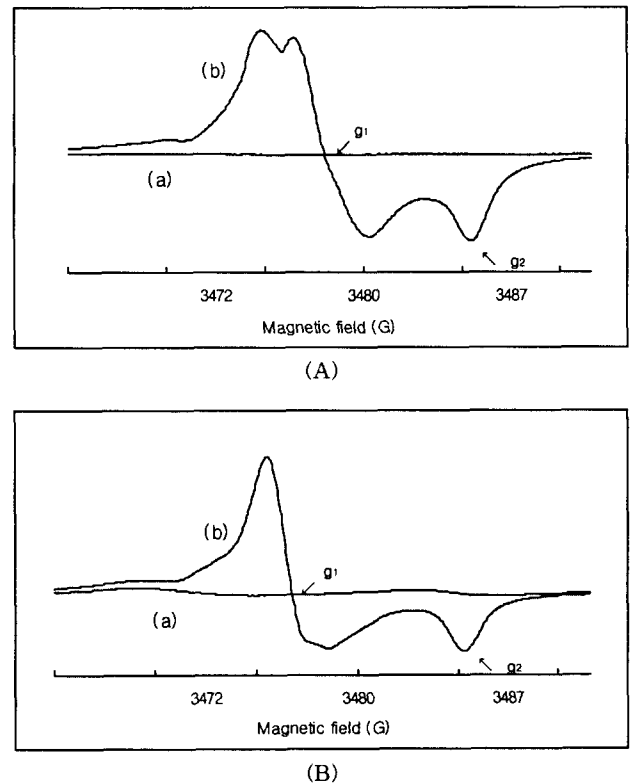 (b)
g1
(a)
g2
3472 3480 3487
Magnetic field (G)
(A)
(b)
g1
(a)
g2
3472 3480 3487
Magnetic field (G)
(B)